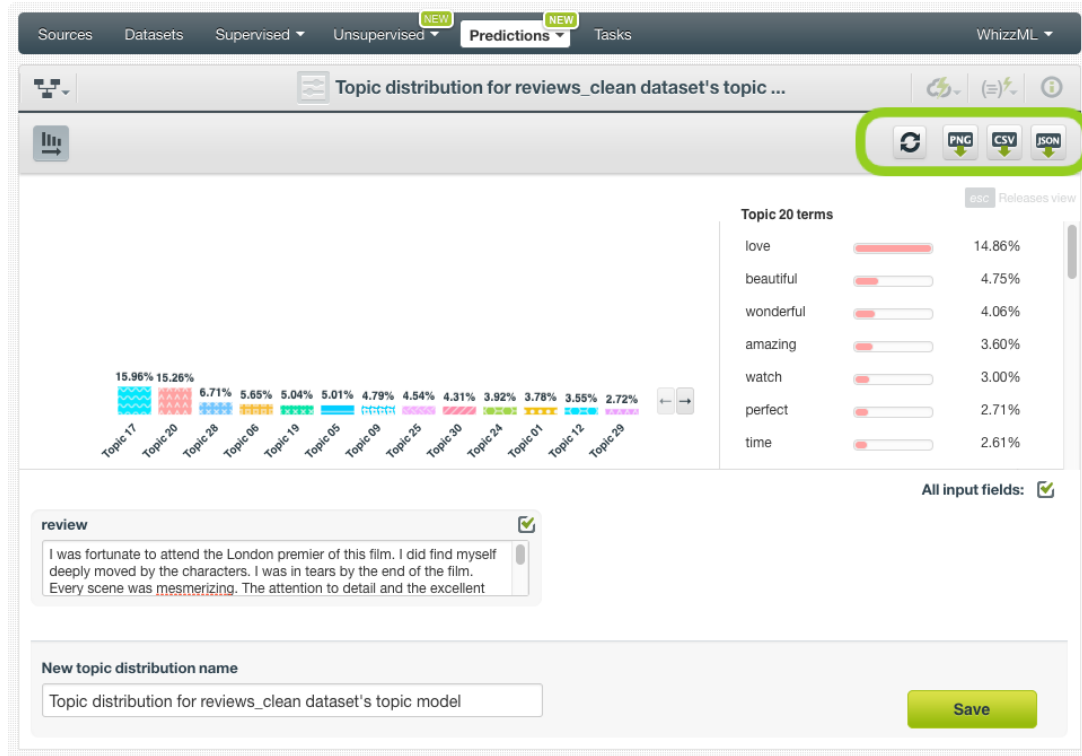 NEW
NEW
Sources Datasets Supervised Unsupervised Predictions Tasks WhizzML
Topic distribution for reviews_clean dataset's topic ...
PNG CSV JSON
esc Releases view
Topic 20 terms
love 14.86%
beautiful 4.75%
wonderful 4.06%
amazing 3.60%
watch 3.00%
perfect 2.71%
time 2.61%
15.96% 15.26% 6.71% 5.65% 5.04% 5.01% 4.79% 4.54% 4.31% 3.92% 3.78% 3.55% 2.72%
Topic 17 Topic 20 Topic 28 Topic 06 Topic 19 Topic 05 Topic 09 Topic 25 Topic 30 Topic 24 Topic 01 Topic 12 Topic 29
All input fields:
review
I was fortunate to attend the London premier of this film. I did find myself
deeply moved by the characters. I was in tears by the end of the film.
Every scene was mesmerizing. The attention to detail and the excellent
New topic distribution name
Topic distribution for reviews_clean dataset's topic model
Save